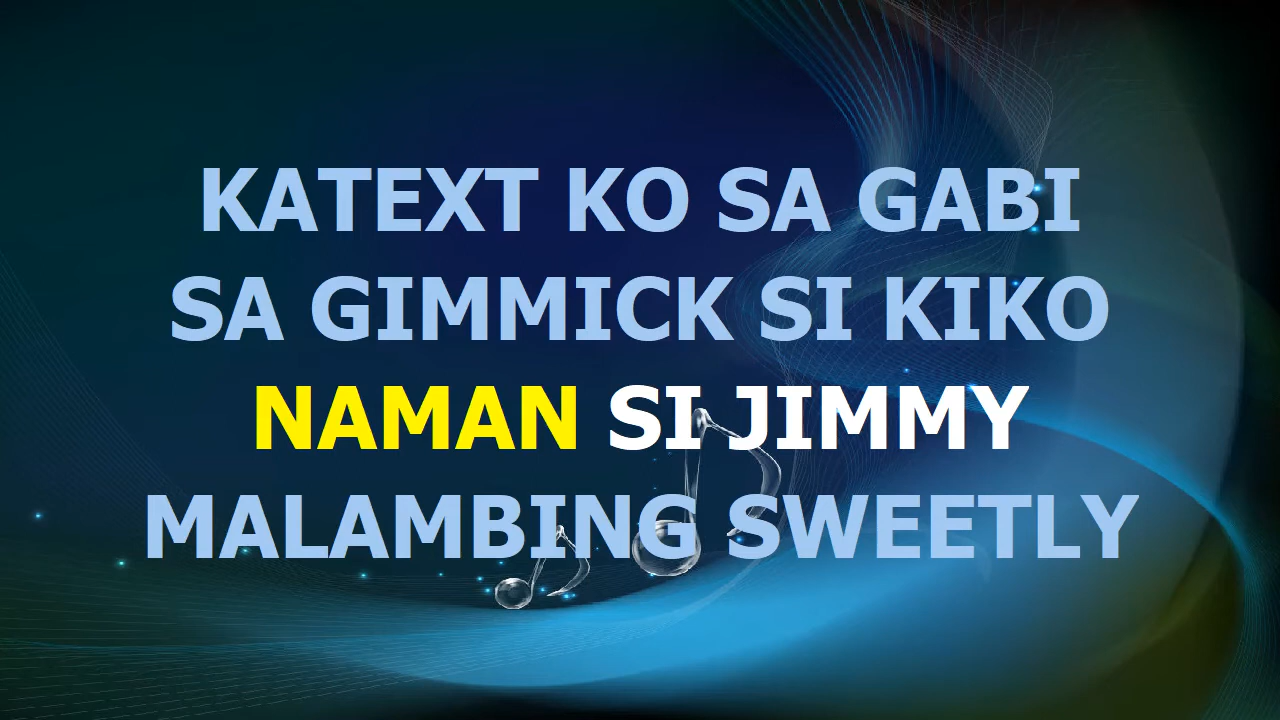 KATEXT KO SA GABI
SA GIMMICK SI KIKO
NAMAN SI JIMMY
MALAMBING SWEETLY